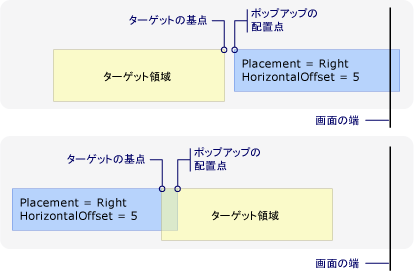 ターゲットの基点
ポップアップの
配置点
ターゲット領域
Placement = Right
HorizontalOffset = 5
画面の端
ターゲットの基点
ポップアップの
配置点
Placement = Right
HorizontalOffset = 5
ターゲット領域
画面の端